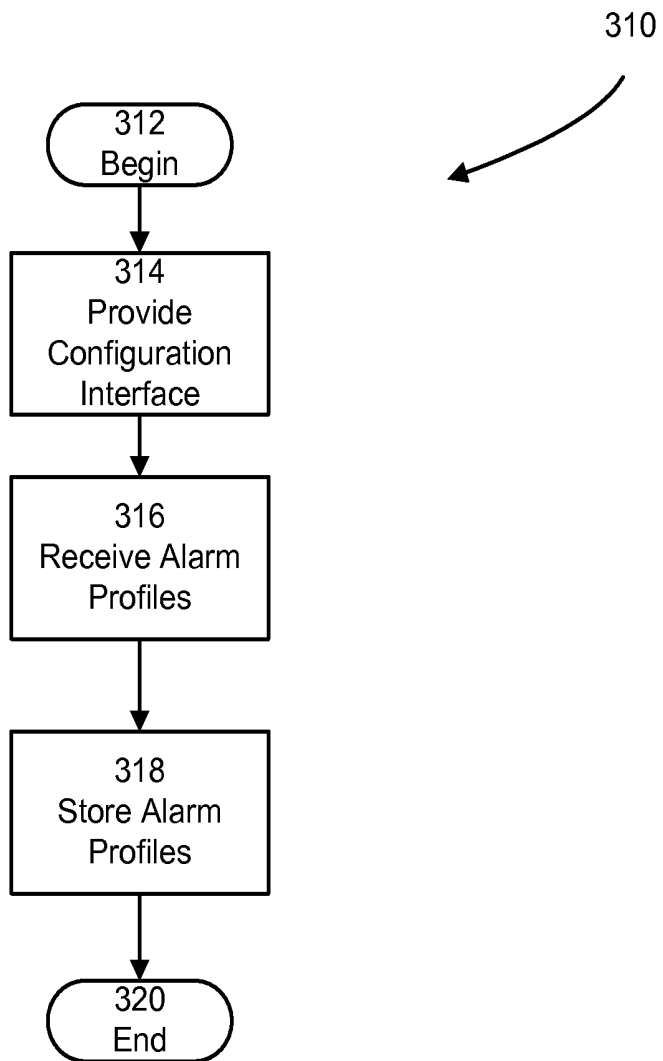 310
312
Begin
314
Provide
Configuration
Interface
316
Receive Alarm
Profiles
318
Store Alarm
Profiles
320
End